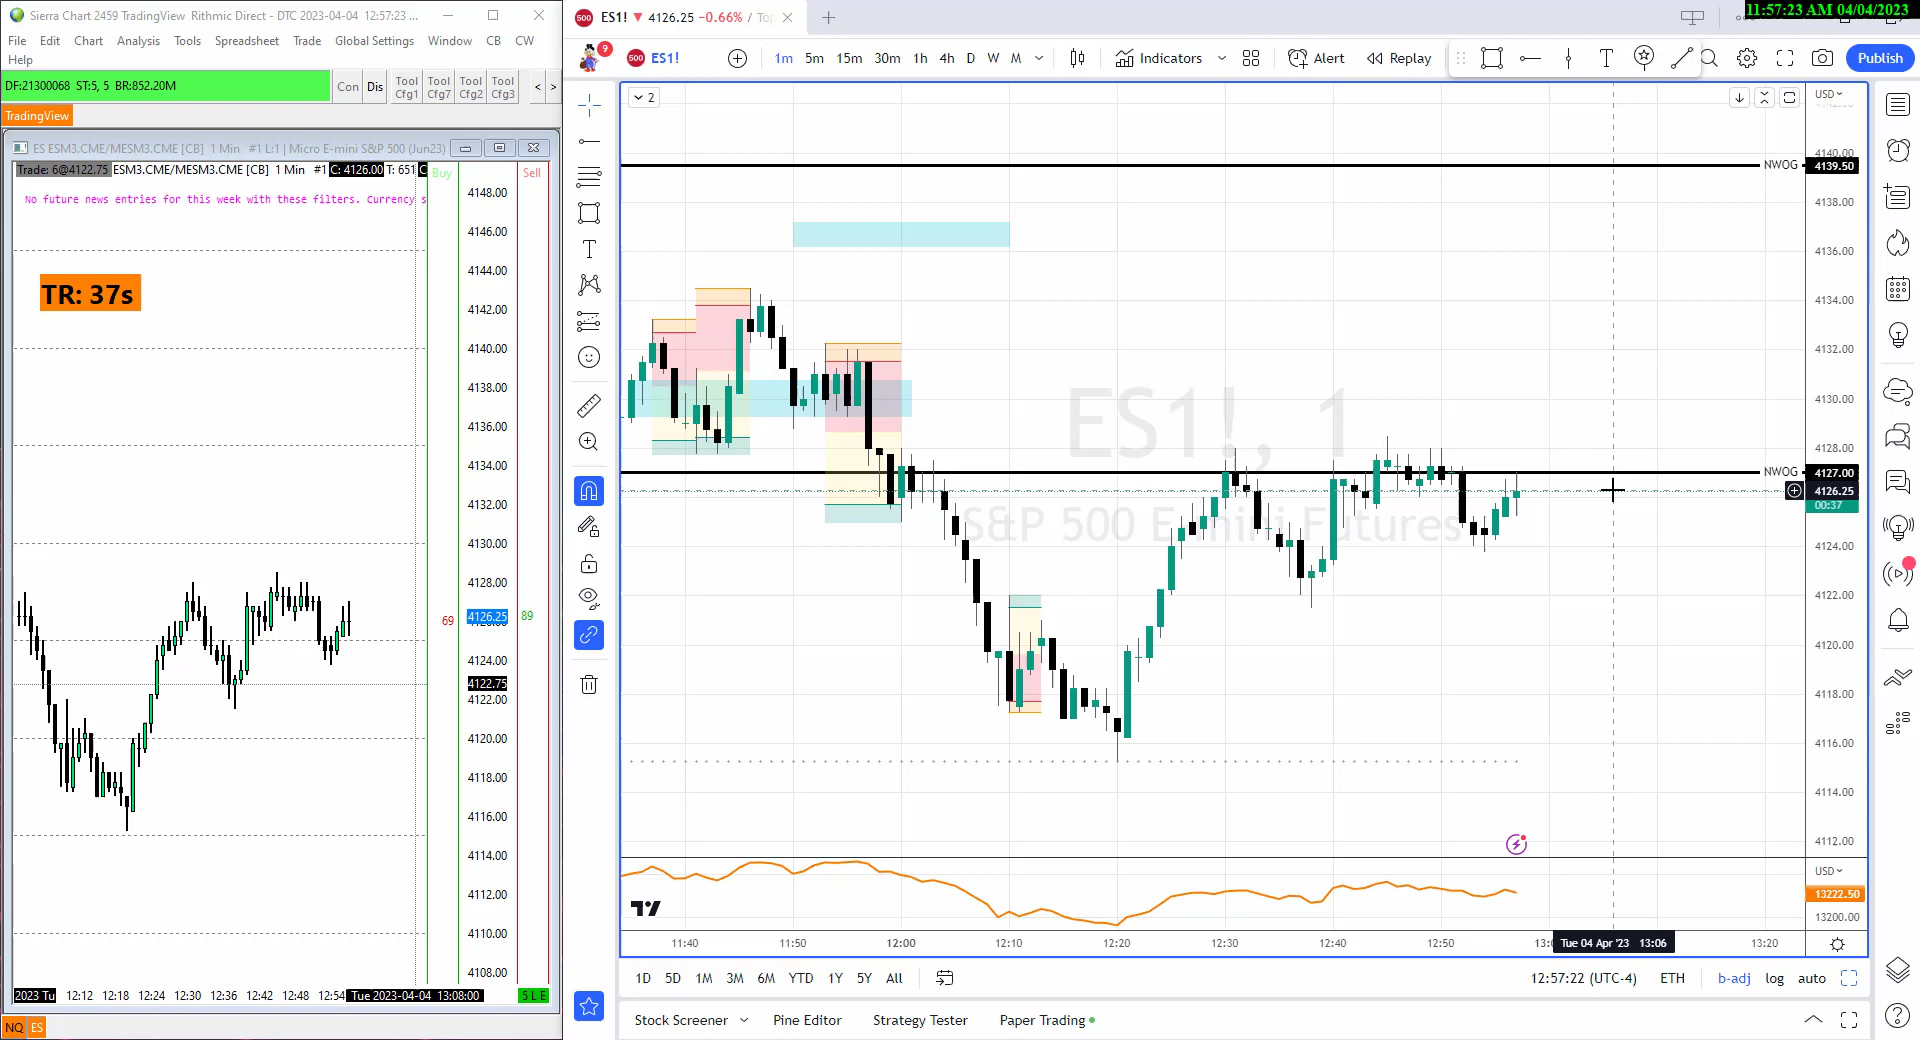 Sierra Chart 2459 TradingView Rithmic Direct - DTC 2023-04-04 12:57:23 ...
File Edit Chart Analysis Tools Spreadsheet Trade Global Settings Window CB CW
Help
DF:21300068 ST:5, 5 BR:852.20M
Con Dis
Tool Cfg1
Tool Cfg7
Tool Cfg2
Tool Cfg3
< >
TradingView
ES ESM3.CME/MESM3.CME [CB] 1 Min #1 L:1 | Micro E-mini S&P 500 (Jun23)
Trade: 6@4122.75 ESM3.CME/MESM3.CME [CB] 1 Min #1 C: 4126.00 T: 651 C
Buy
Sell
No future news entries for this week with these filters. Currency s
TR: 37s
4148.00
4146.00
4144.00
4142.00
4140.00
4138.00
4136.00
4134.00
4132.00
4130.00
4128.00
69 4126.25 89
4124.00
4122.75
4122.00
4120.00
4118.00
4116.00
4114.00
4112.00
4110.00
4108.00
2023 Tu 12:12 12:18 12:24 12:30 12:36 12:42 12:48 12:54 Tue 2023-04-04 13:08:00 5 L E
NQ ES
500 ES1! ▼ 4126.25 −0.66% / Top
11:57:23 AM 04/04/2023
9
500 ES1! 1m 5m 15m 30m 1h 4h D W M Indicators Alert Replay T Publish
2
USD
4140.00
NWOG 4139.50
4138.00
4136.00
4134.00
4132.00
4130.00
4128.00
NWOG 4127.00
4126.25
00:37
4124.00
4122.00
4120.00
4118.00
4116.00
4114.00
4112.00
ES1!, 1
S&P 500 E-mini Futures
USD
13222.50
13200.00
11:40 11:50 12:00 12:10 12:20 12:30 12:40 12:50 13:0 Tue 04 Apr '23 13:06 13:20
1D 5D 1M 3M 6M YTD 1Y 5Y All 12:57:22 (UTC-4) ETH b-adj log auto
Stock Screener Pine Editor Strategy Tester Paper Trading